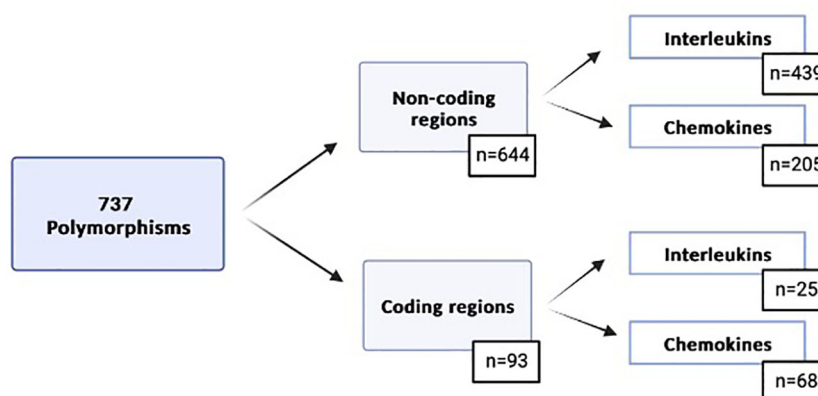 737
Polymorphisms
Non-coding
regions
n=644
Interleukins
n=439
Chemokines
n=205
Coding regions
n=93
Interleukins
n=25
Chemokines
n=68